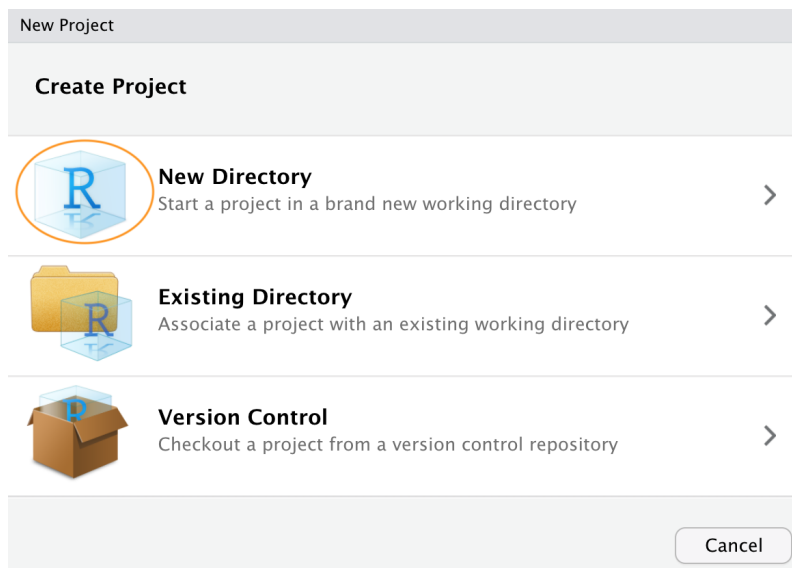 New Project
Create Project
R
New Directory
Start a project in a brand new working directory
R
Existing Directory
Associate a project with an existing working directory
R
Version Control
Checkout a project from a version control repository
Cancel